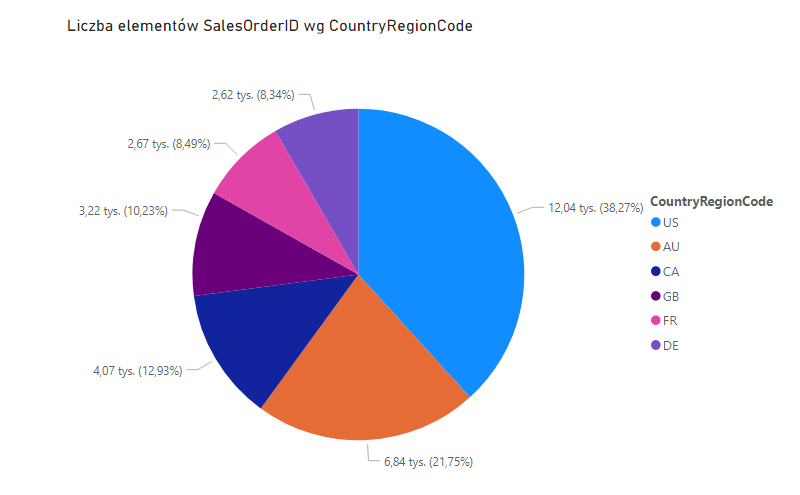 Liczba elementów SalesOrderID wg CountryRegionCode
2,62 tys. (8,34%)
2,67 tys. (8,49%)
3,22 tys. (10,23%)
4,07 tys. (12,93%)
12,04 tys. (38,27%)
6,84 tys. (21,75%)
CountryRegionCode
US
AU
CA
GB
FR
DE